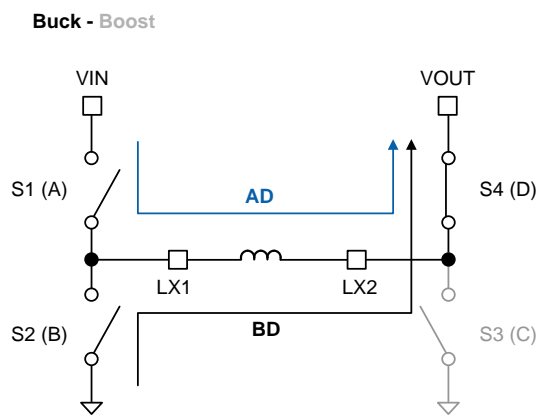 Buck - Boost
VIN
VOUT
S1 (A)
AD
S4 (D)
LX1
LX2
S2 (B)
BD
S3 (C)